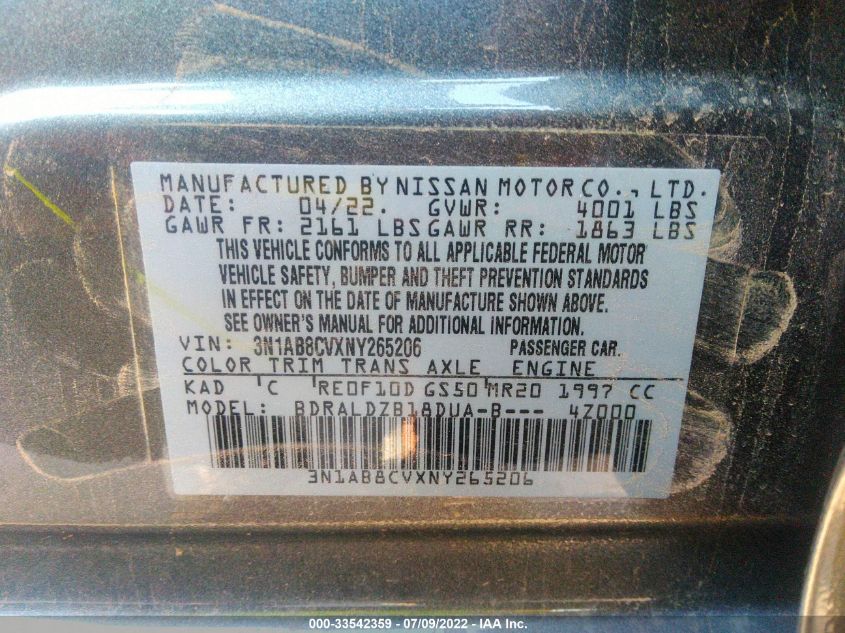 MANUFACTURED BY NISSAN MOTOR CO., LTD.
DATE: 04/22. GVWR: 4001 LBS
GAWR FR: 2161 LBS GAWR RR: 1863 LBS
THIS VEHICLE CONFORMS TO ALL APPLICABLE FEDERAL MOTOR
VEHICLE SAFETY, BUMPER AND THEFT PREVENTION STANDARDS
IN EFFECT ON THE DATE OF MANUFACTURE SHOWN ABOVE.
SEE OWNER'S MANUAL FOR ADDITIONAL INFORMATION.
VIN: 3N1AB8CVXNY265206 PASSENGER CAR.
COLOR TRIM TRANS AXLE ENGINE
KAD C RE0F10D GS50 MR20 1997 CC
MODEL: BDRALDZB18DUA-B--- 4Z000
3N1AB8CVXNY265206
000-33542359 07/09/2022 IAAI.COM